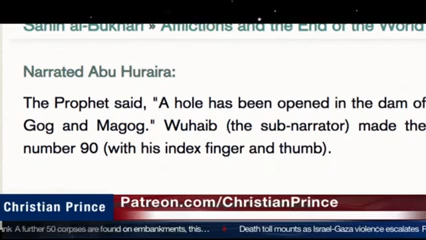 Sahih al-Bukhari » Afflictions and the End of the World
Narrated Abu Huraira:
The Prophet said, "A hole has been opened in the dam of
Gog and Magog." Wuhaib (the sub-narrator) made the
number 90 (with his index finger and thumb).
Christian Prince
Patreon.com/ChristianPrince
ank A further 50 corpses are found on embankments, this… Death toll mounts as Israel-Gaza violence escalates